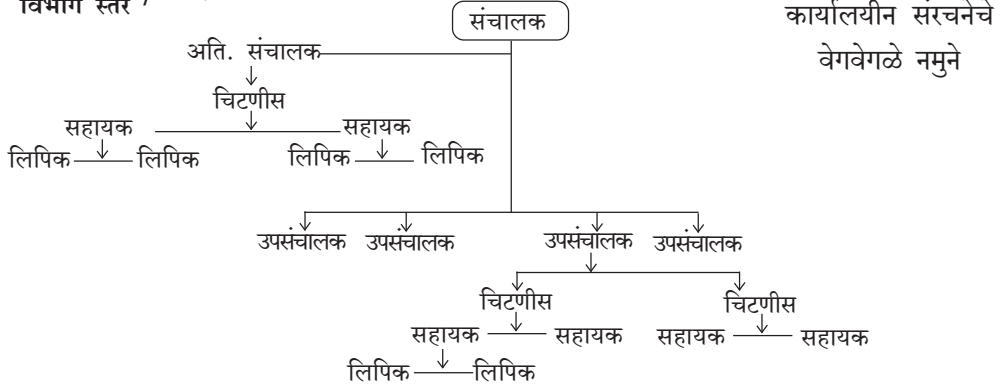 विभाग स्तर
संचालक
कार्यालयीन संरचनेचे
वेगवेगळे नमुने
अति. संचालक
चिटणीस
सहायक सहायक
लिपिक लिपिक लिपिक लिपिक
उपसंचालक उपसंचालक उपसंचालक उपसंचालक
चिटणीस चिटणीस
सहायक सहायक सहायक सहायक
लिपिक लिपिक